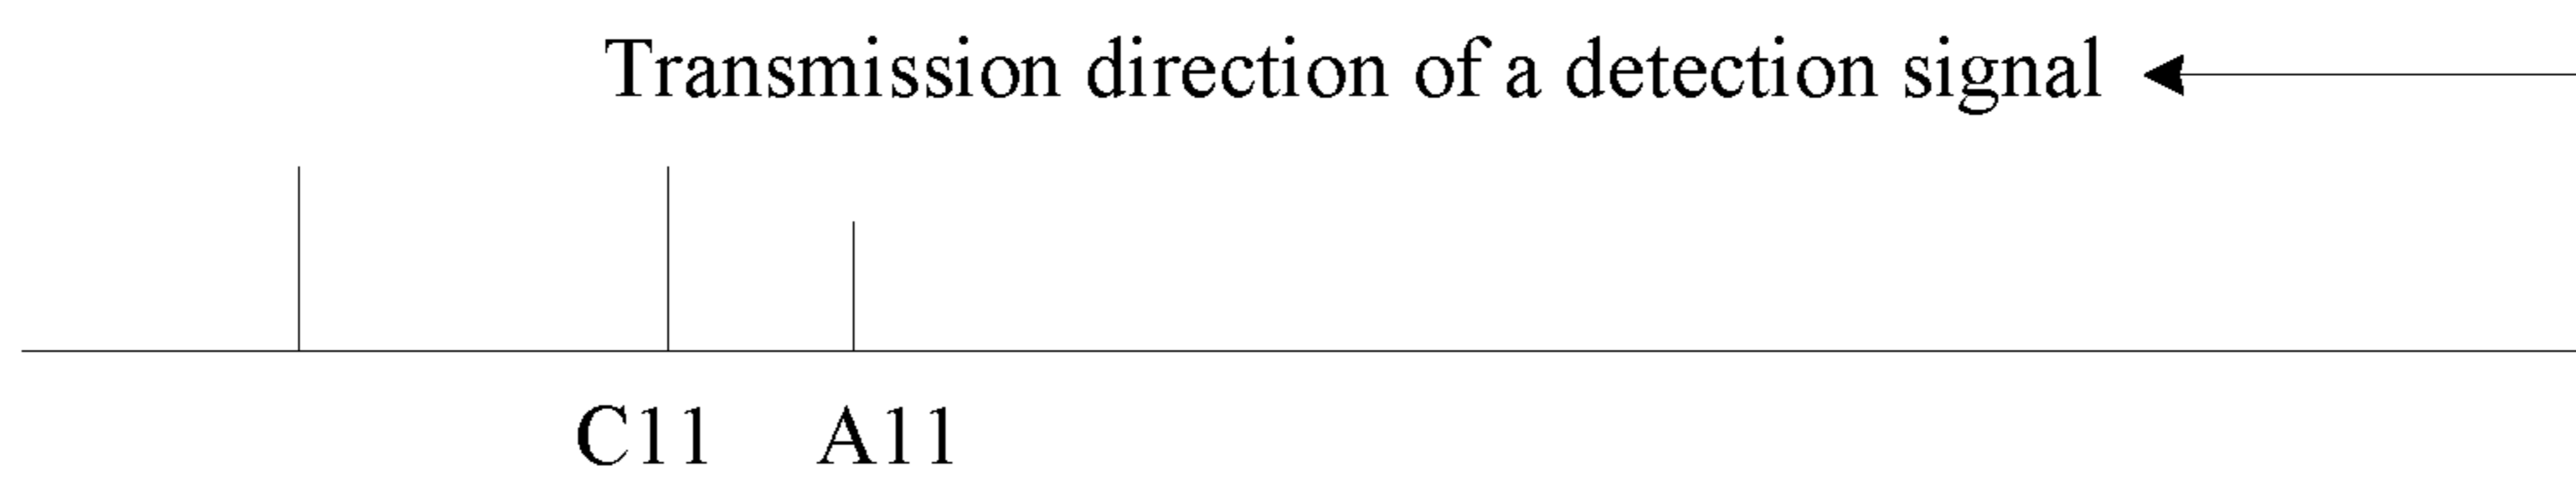 Transmission direction of a detection signal
C11 A11